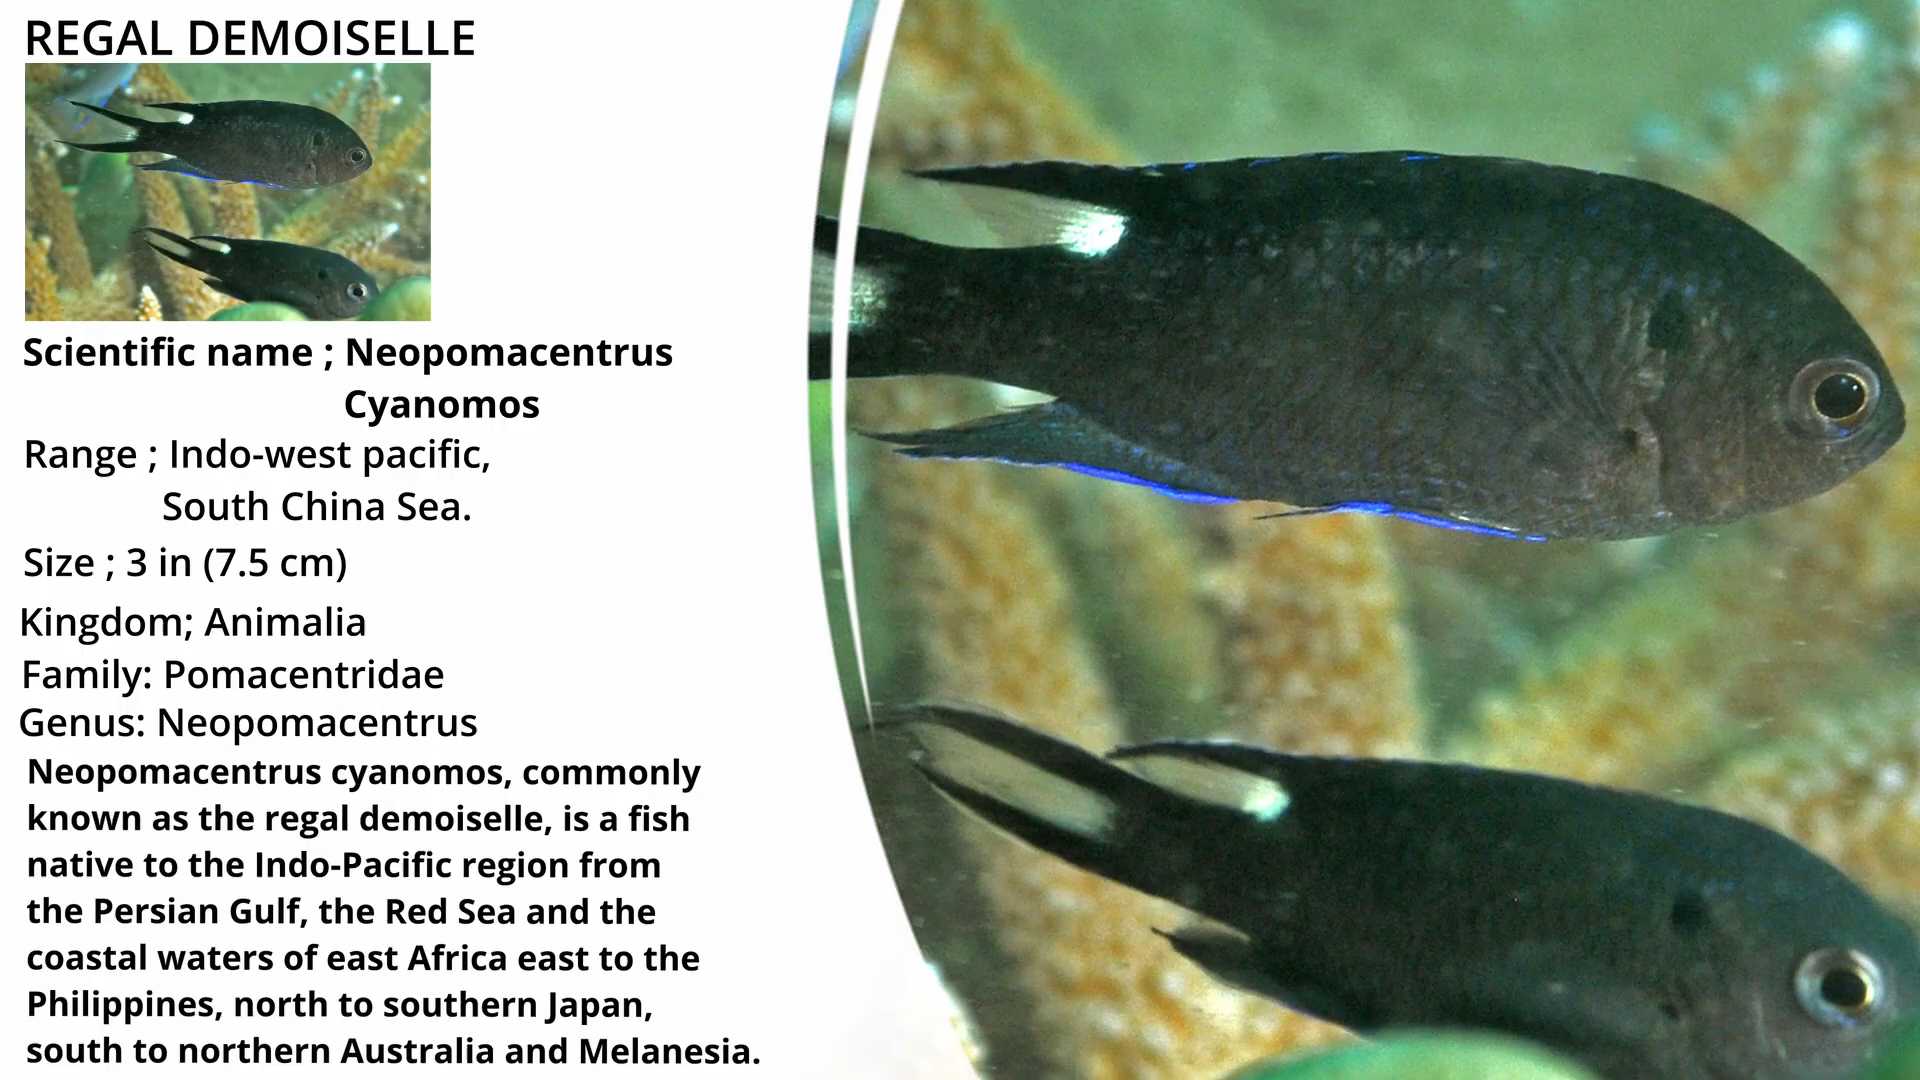 REGAL DEMOISELLE
Scientific name ; Neopomacentrus
Cyanomos
Range ; Indo-west pacific,
South China Sea.
Size ; 3 in (7.5 cm)
Kingdom; Animalia
Family: Pomacentridae
Genus: Neopomacentrus
Neopomacentrus cyanomos, commonly
known as the regal demoiselle, is a fish
native to the Indo-Pacific region from
the Persian Gulf, the Red Sea and the
coastal waters of east Africa east to the
Philippines, north to southern Japan,
south to northern Australia and Melanesia.